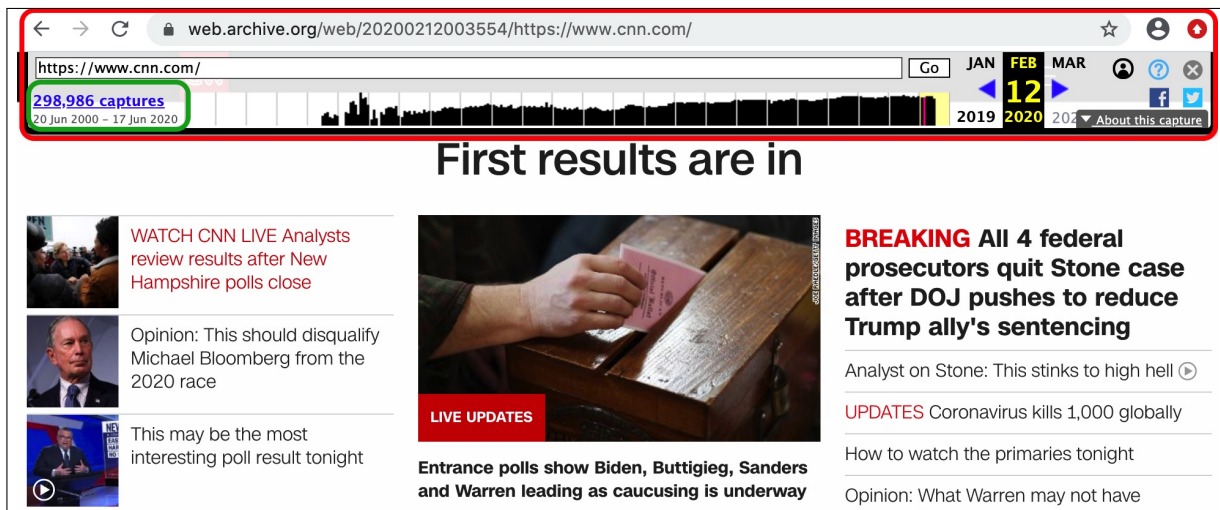 web.archive.org/web/20200212003554/https://www.cnn.com/
https://www.cnn.com/
Go
JAN FEB MAR
298,986 captures
12
20 Jun 2000 – 17 Jun 2020
2019 2020 202
▼ About this capture
First results are in
WATCH CNN LIVE Analysts
review results after New
Hampshire polls close
Opinion: This should disqualify
Michael Bloomberg from the
2020 race
This may be the most
interesting poll result tonight
LIVE UPDATES
Entrance polls show Biden, Buttigieg, Sanders
and Warren leading as caucusing is underway
BREAKING All 4 federal
prosecutors quit Stone case
after DOJ pushes to reduce
Trump ally's sentencing
Analyst on Stone: This stinks to high hell
UPDATES Coronavirus kills 1,000 globally
How to watch the primaries tonight
Opinion: What Warren may not have